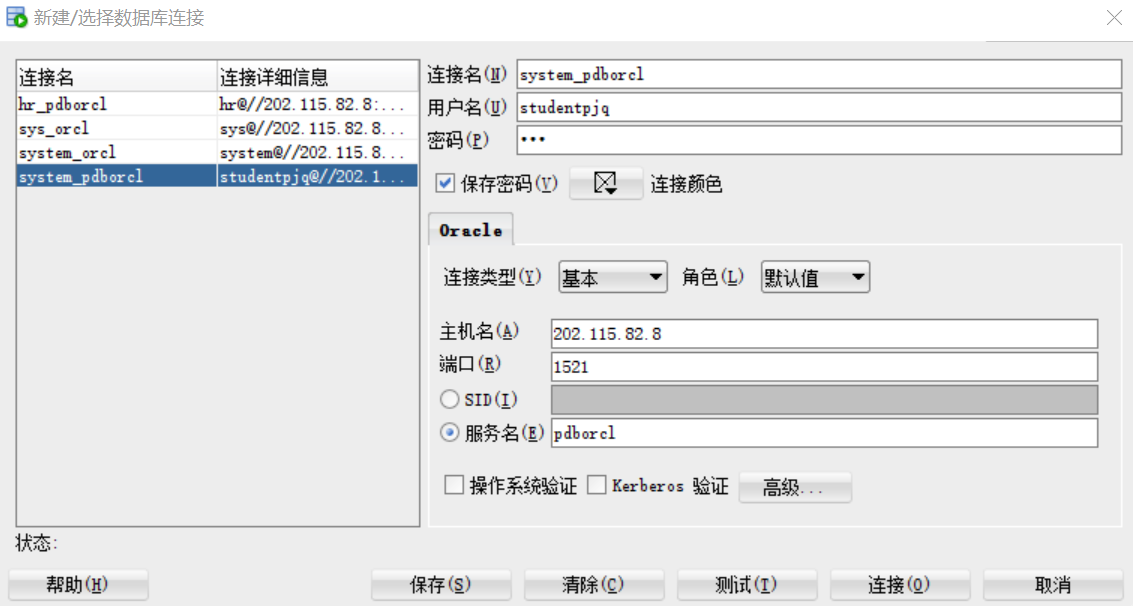 新建/选择数据库连接
连接名 连接详细信息
hr_pdborcl hr@//202.115.82.8:...
sys_orcl sys@//202.115.82.8...
system_orcl system@//202.115.8...
system_pdborcl studentpjq@//202.1...
连接名(N) system_pdborcl
用户名(U) studentpjq
密码(P) •••
保存密码(V) 连接颜色
Oracle
连接类型(Y) 基本 角色(L) 默认值
主机名(A) 202.115.82.8
端口(R) 1521
SID(I)
服务名(E) pdborcl
操作系统验证 Kerberos 验证 高级...
状态:
帮助(H) 保存(S) 清除(C) 测试(T) 连接(O) 取消